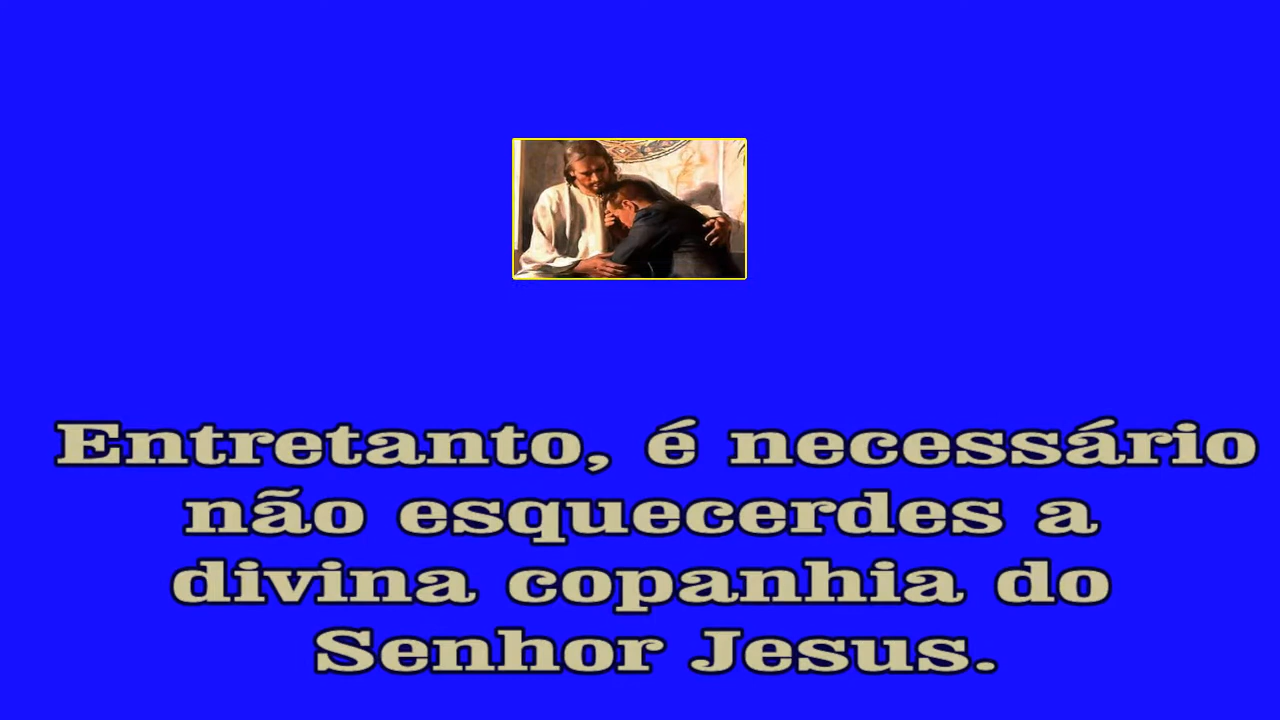 Entretanto, é necessário
não esquecerdes a
divina copanhia do
Senhor Jesus.